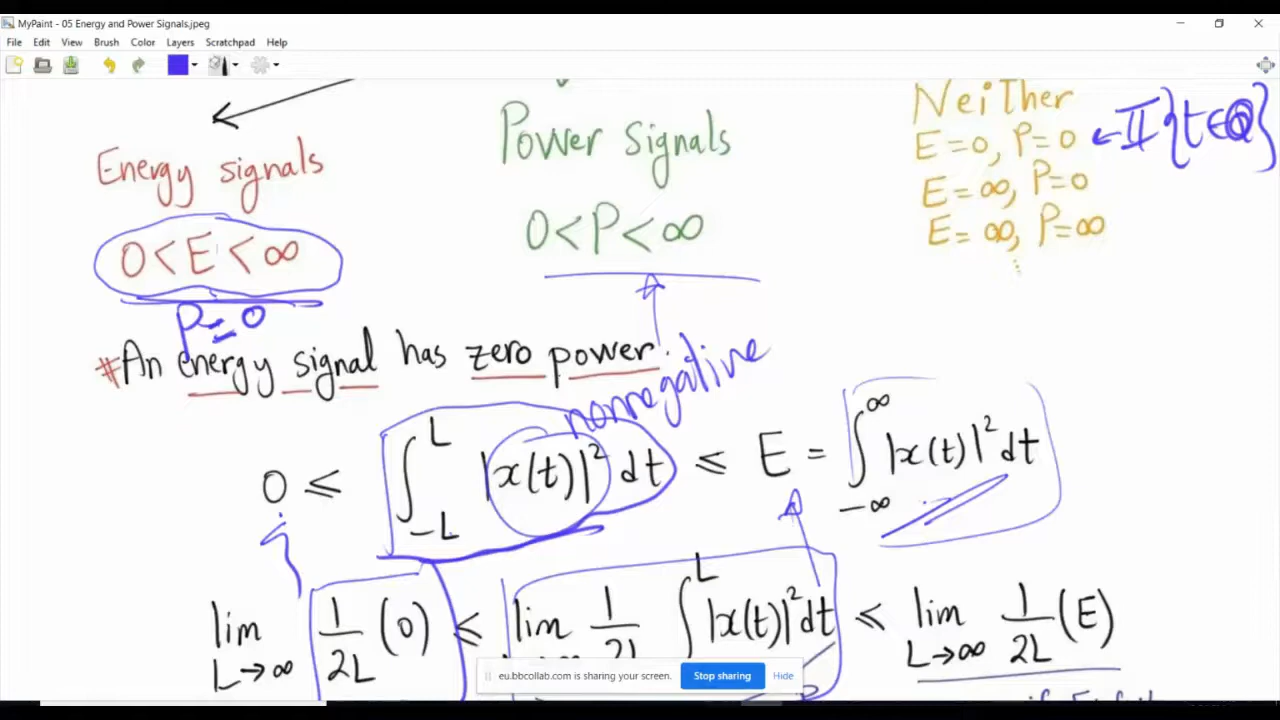 MyPaint - 05 Energy and Power Signals.jpeg
File Edit View Brush Color Layers Scratchpad Help
Energy signals
0 < E < ∞
P = 0
Power signals
0 < P < ∞
Neither
E = 0, P = 0 ← 𝕀{t ∈ ℚ}
E = ∞, P = 0
E = ∞, P = ∞
⋮
# An energy signal has zero power.
nonnegative
0 ≤ ∫_{-L}^{L} |x(t)|² dt ≤ E = ∫_{-∞}^{∞} |x(t)|² dt
lim_{L→∞} 1/2L (0) ≤ lim 1/2L ∫^{L} |x(t)|² dt ≤ lim_{L→∞} 1/2L (E)
eu.bbcollab.com is sharing your screen. Stop sharing Hide